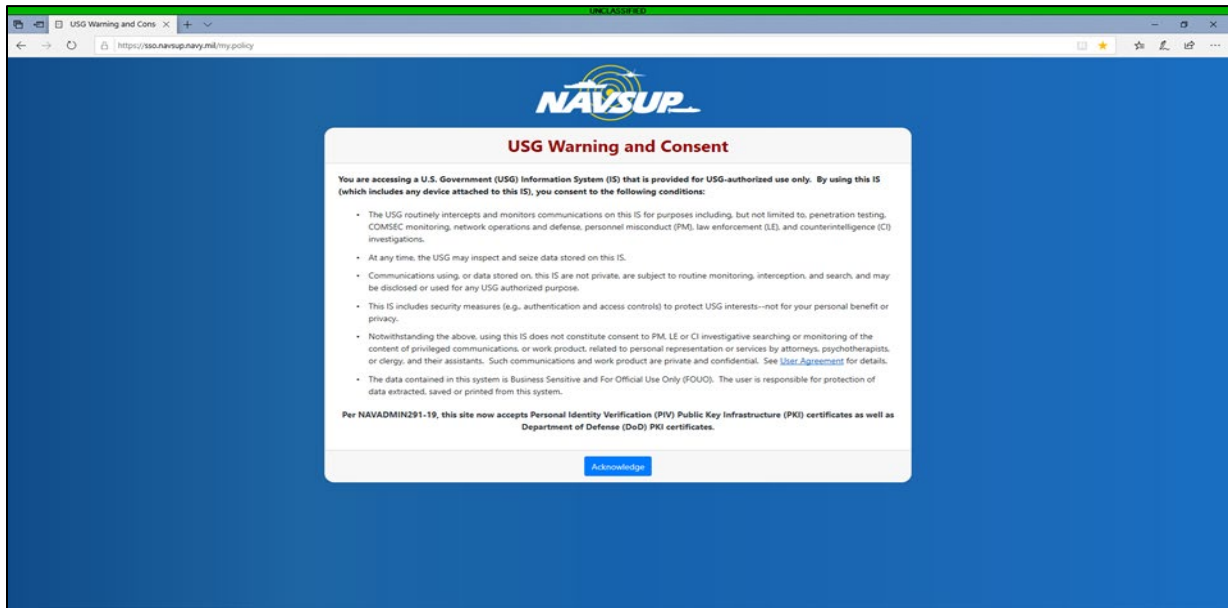 UNCLASSIFIED
USG Warning and Cons
https://sso.navsup.navy.mil/my.policy
NAVSUP
USG Warning and Consent
You are accessing a U.S. Government (USG) Information System (IS) that is provided for USG-authorized use only. By using this IS
(which includes any device attached to this IS), you consent to the following conditions:
• The USG routinely intercepts and monitors communications on this IS for purposes including, but not limited to, penetration testing,
COMSEC monitoring, network operations and defense, personnel misconduct (PM), law enforcement (LE), and counterintelligence (CI)
investigations.
• At any time, the USG may inspect and seize data stored on this IS.
• Communications using, or data stored on, this IS are not private, are subject to routine monitoring, interception, and search, and may
be disclosed or used for any USG authorized purpose.
• This IS includes security measures (e.g., authentication and access controls) to protect USG interests--not for your personal benefit or
privacy.
• Notwithstanding the above, using this IS does not constitute consent to PM, LE or CI investigative searching or monitoring of the
content of privileged communications, or work product, related to personal representation or services by attorneys, psychotherapists,
or clergy, and their assistants. Such communications and work product are private and confidential. See User Agreement for details.
• The data contained in this system is Business Sensitive and For Official Use Only (FOUO). The user is responsible for protection of
data extracted, saved or printed from this system.
Per NAVADMIN291-19, this site now accepts Personal Identity Verification (PIV) Public Key Infrastructure (PKI) certificates as well as
Department of Defense (DoD) PKI certificates.
Acknowledge